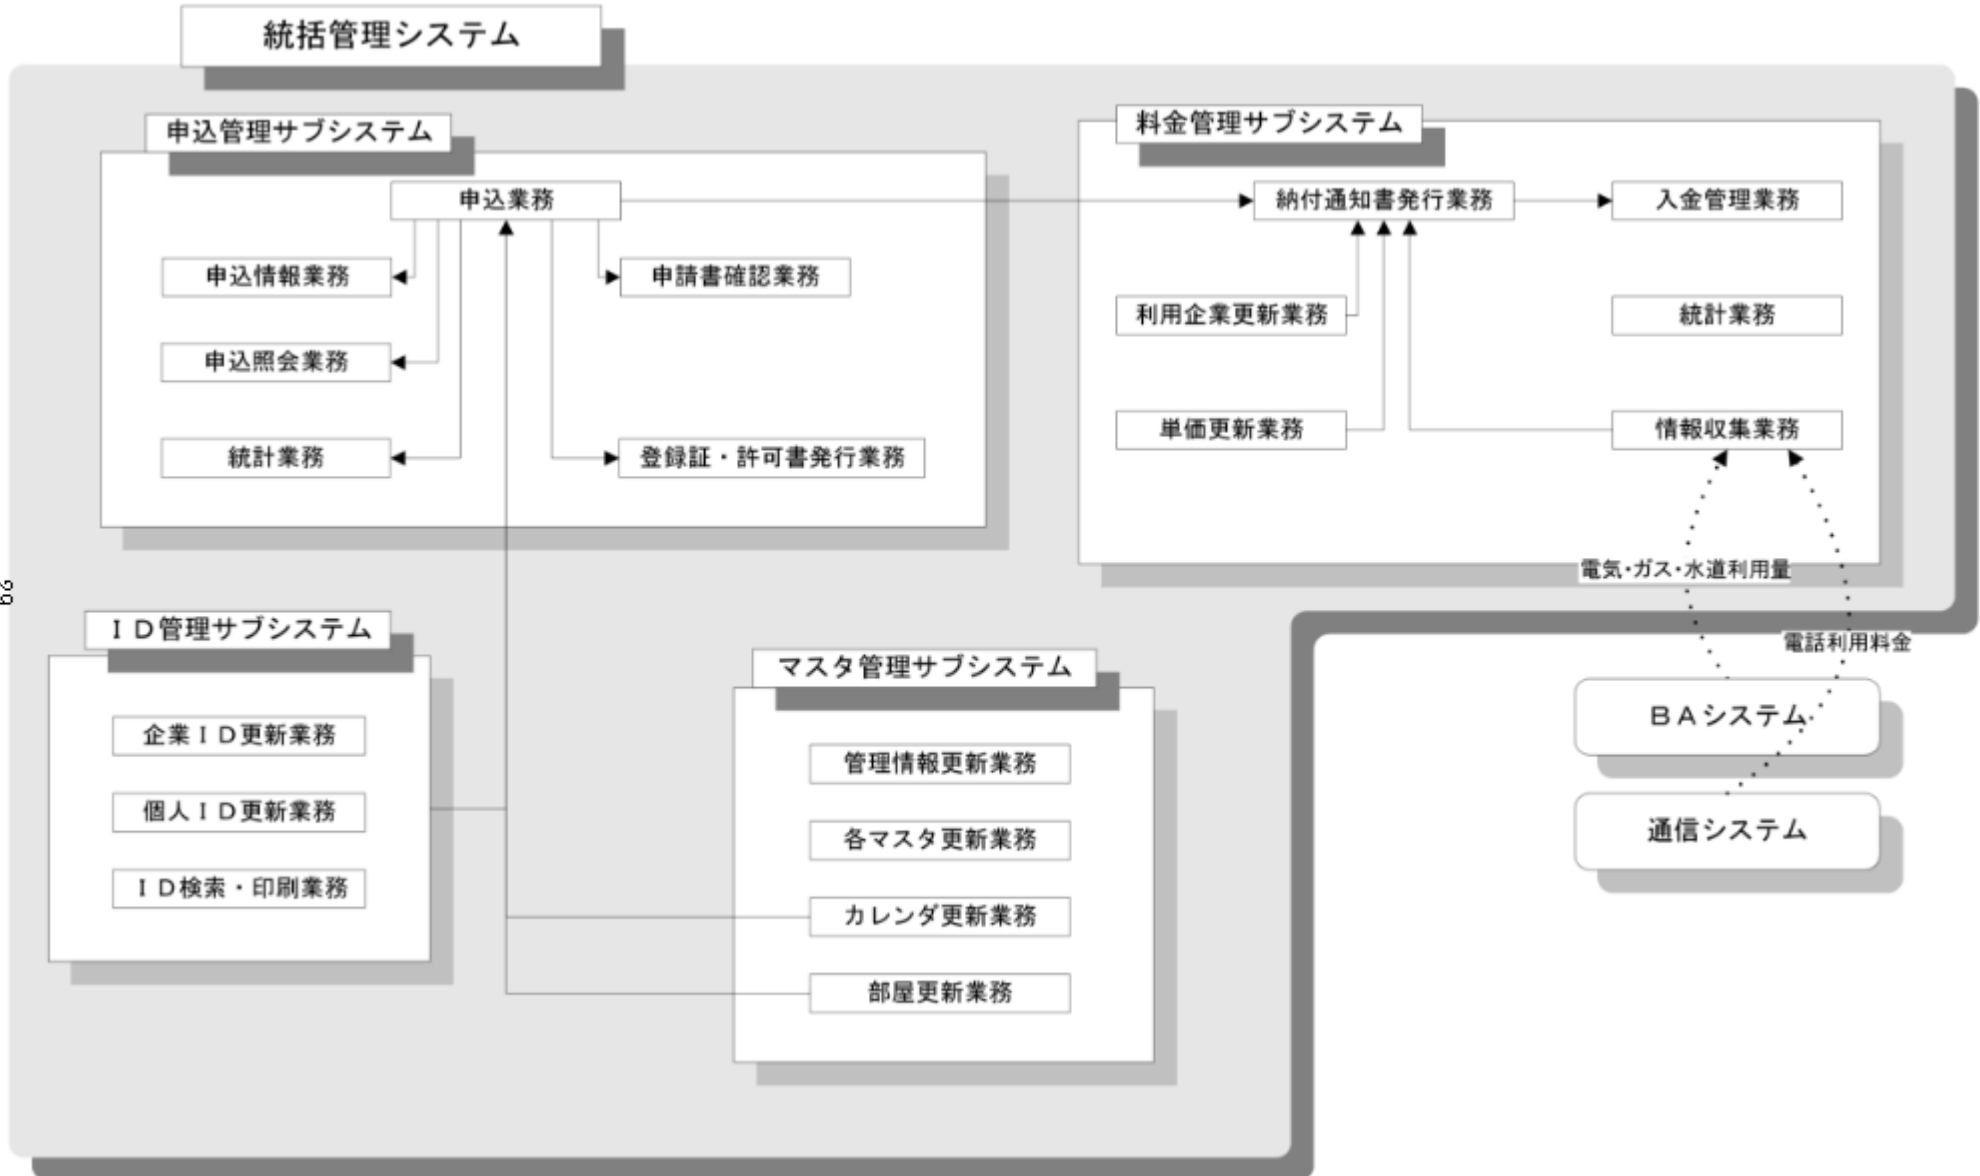 統括管理システム
申込管理サブシステム
申込業務
申込情報業務
申請書確認業務
申込照会業務
統計業務
登録証・許可書発行業務
料金管理サブシステム
納付通知書発行業務
入金管理業務
利用企業更新業務
統計業務
単価更新業務
情報収集業務
電気・ガス・水道利用量
電話利用料金
BAシステム
通信システム
ID管理サブシステム
企業ID更新業務
個人ID更新業務
ID検索・印刷業務
マスタ管理サブシステム
管理情報更新業務
各マスタ更新業務
カレンダ更新業務
部屋更新業務